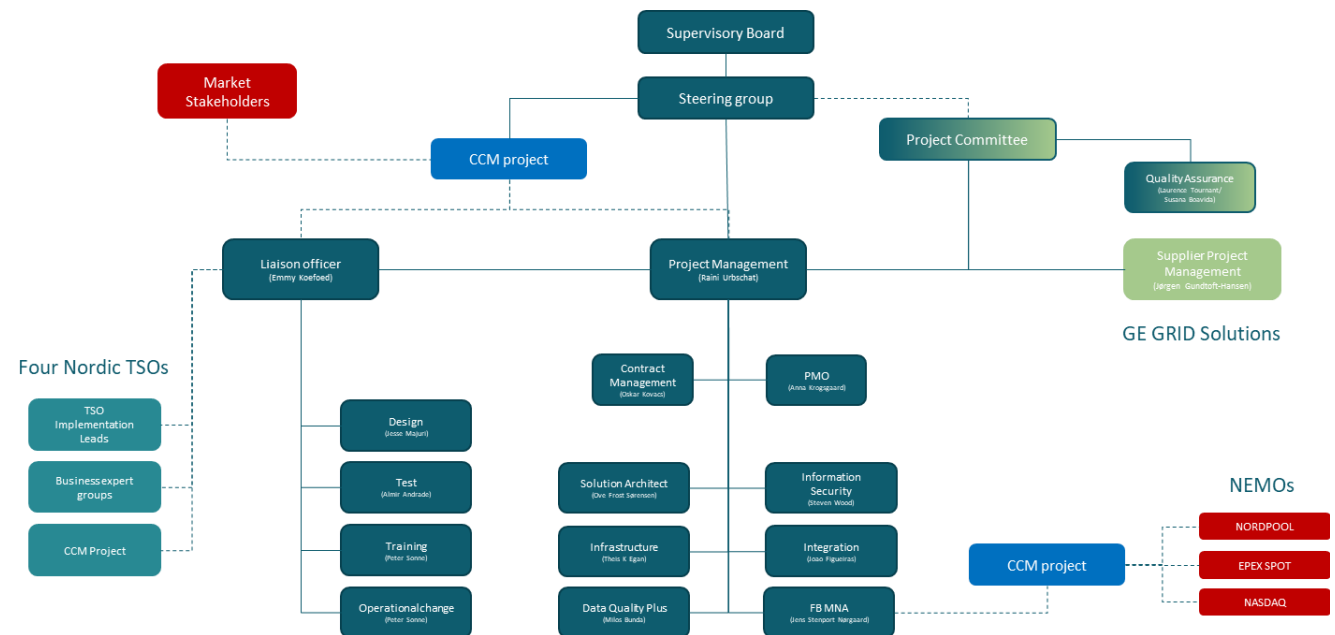 Supervisory Board
Market
Stakeholders
Steering group
CCM project
Project Committee
Quality Assurance
(Laurence Tournant/
Susana Boavida)
Liaison officer
(Emmy Koefoed)
Project Management
(Raini Urbschat)
Supplier Project
Management
(Jørgen Gundtoft-Hansen)
GE GRID Solutions
Four Nordic TSOs
TSO
Implementation
Leads
Business expert
groups
CCM Project
Contract
Management
(Oskar Kovacs)
PMO
(Anna Krogsgaard)
Design
(Jesse Majuri)
Test
(Almir Andrade)
Training
(Peter Sonne)
Operationalchange
(Peter Sonne)
Solution Architect
(Ove Frost Sørensen)
Information
Security
(Steven Wood)
Infrastructure
(Theis K Egan)
Integration
(Joao Figueiras)
Data Quality Plus
(Milos Bunda)
FB MNA
(Jens Stenport Nørgaard)
CCM project
NEMOs
NORDPOOL
EPEX SPOT
NASDAQ